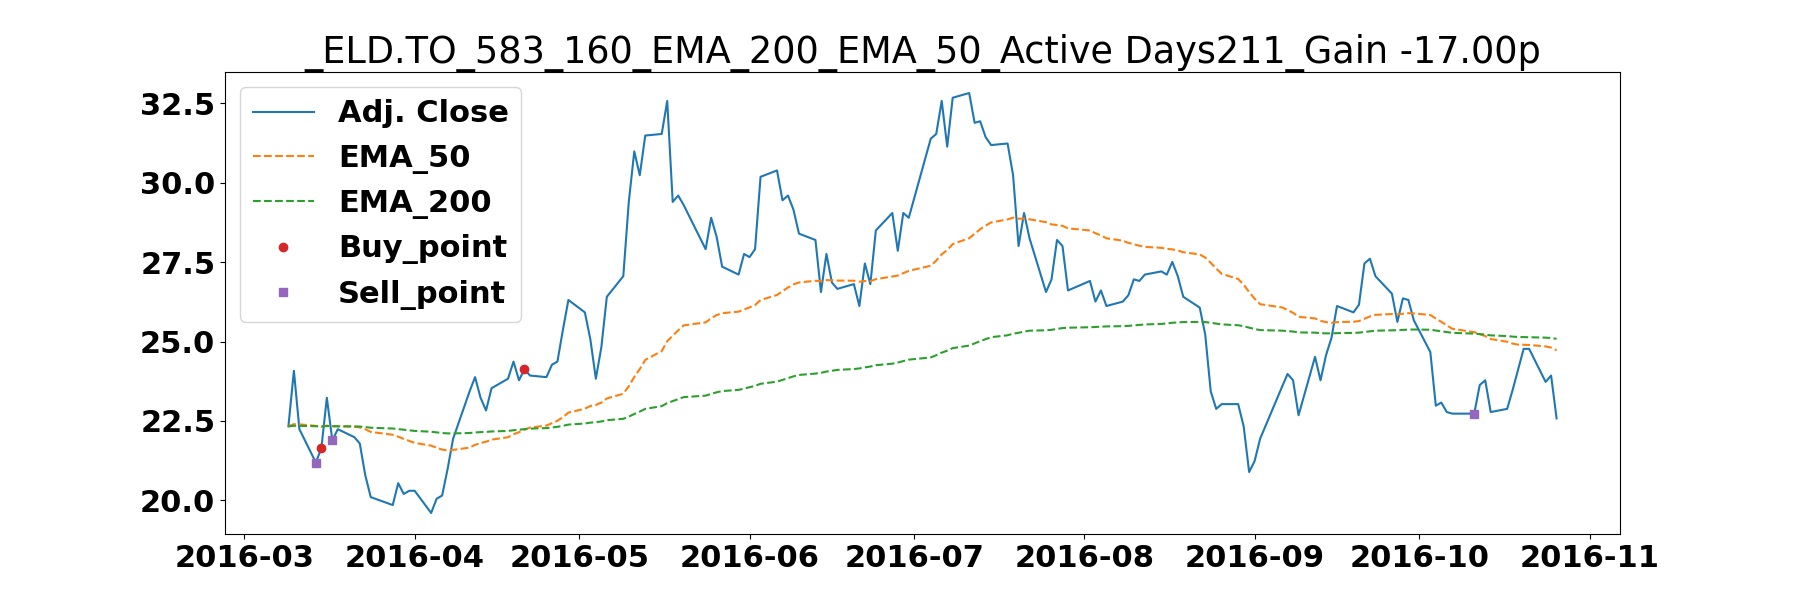 _ELD.TO_583_160_EMA_200_EMA_50_Active Days211_Gain -17.00p
Adj. Close
EMA_50
EMA_200
Buy_point
Sell_point
32.5
30.0
27.5
25.0
22.5
20.0
2016-03 2016-04 2016-05 2016-06 2016-07 2016-08 2016-09 2016-10 2016-11